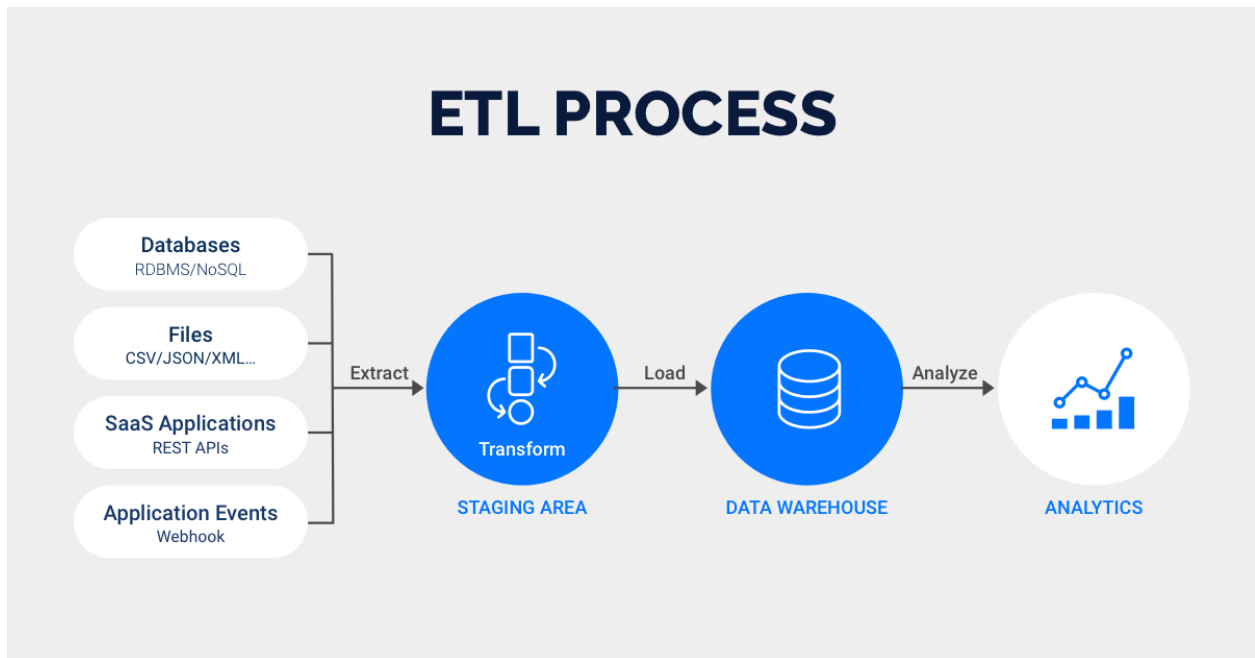 ETL PROCESS
Databases
RDBMS/NoSQL
Files
CSV/JSON/XML...
SaaS Applications
REST APIs
Application Events
Webhook
Extract
Transform
STAGING AREA
Load
DATA WAREHOUSE
Analyze
ANALYTICS